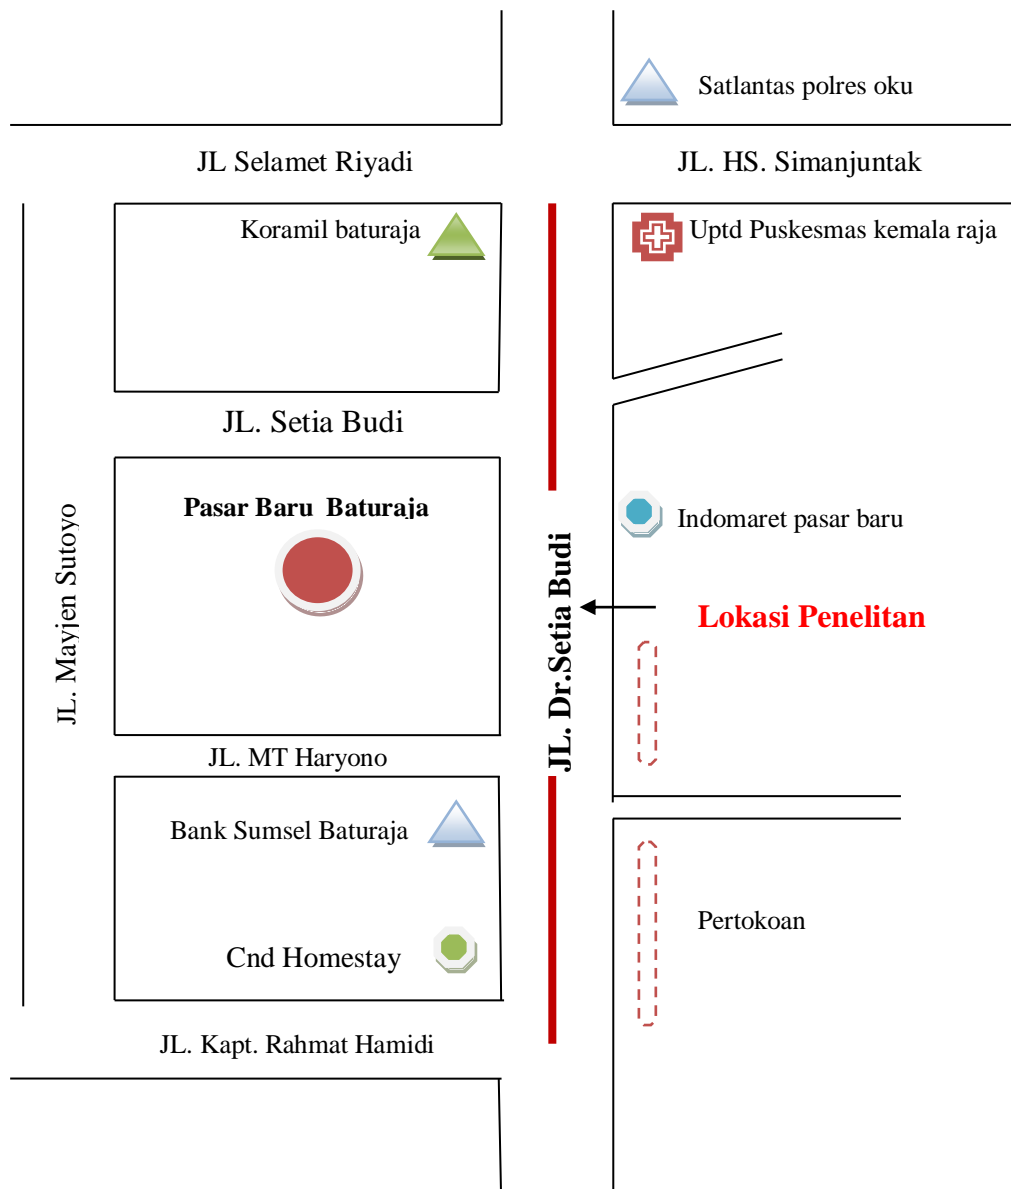 Satlantas polres oku
JL Selamet Riyadi
JL. HS. Simanjuntak
Koramil baturaja
Uptd Puskesmas kemala raja
JL. Setia Budi
Pasar Baru Baturaja
Indomaret pasar baru
JL. Mayjen Sutoyo
JL. Dr.Setia Budi
Lokasi Penelitan
JL. MT Haryono
Bank Sumsel Baturaja
Pertokoan
Cnd Homestay
JL. Kapt. Rahmat Hamidi